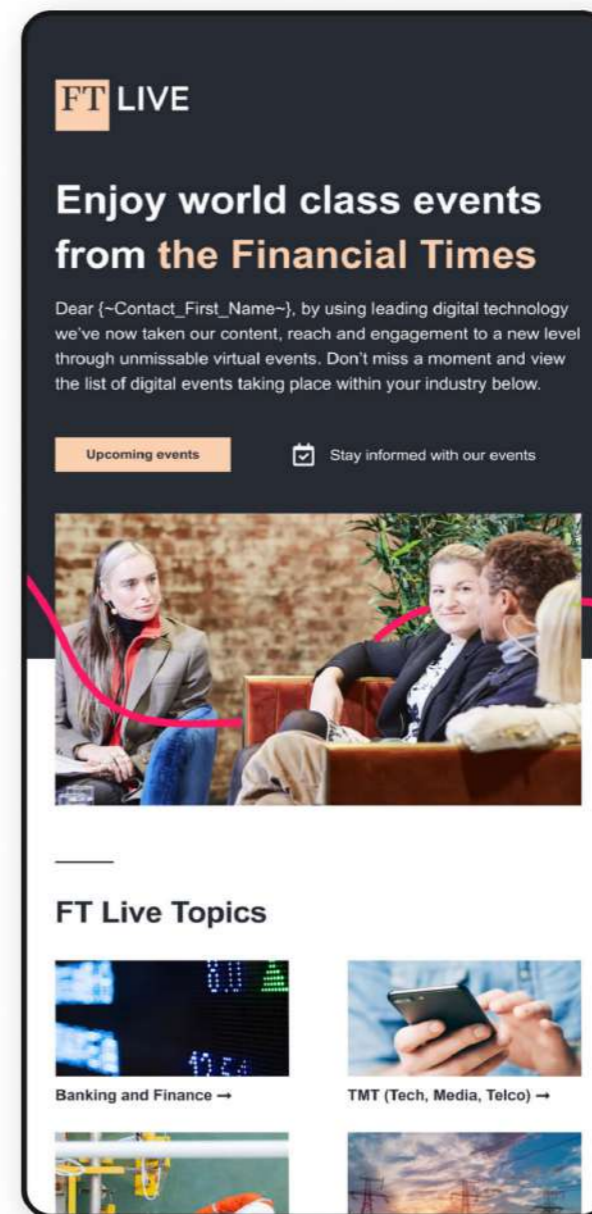 FT LIVE
Enjoy world class events
from the Financial Times
Dear {~Contact_First_Name~}, by using leading digital technology
we've now taken our content, reach and engagement to a new level
through unmissable virtual events. Don't miss a moment and view
the list of digital events taking place within your industry below.
Upcoming events
Stay informed with our events
FT Live Topics
8.0
Banking and Finance →
TMT (Tech, Media, Telco) →